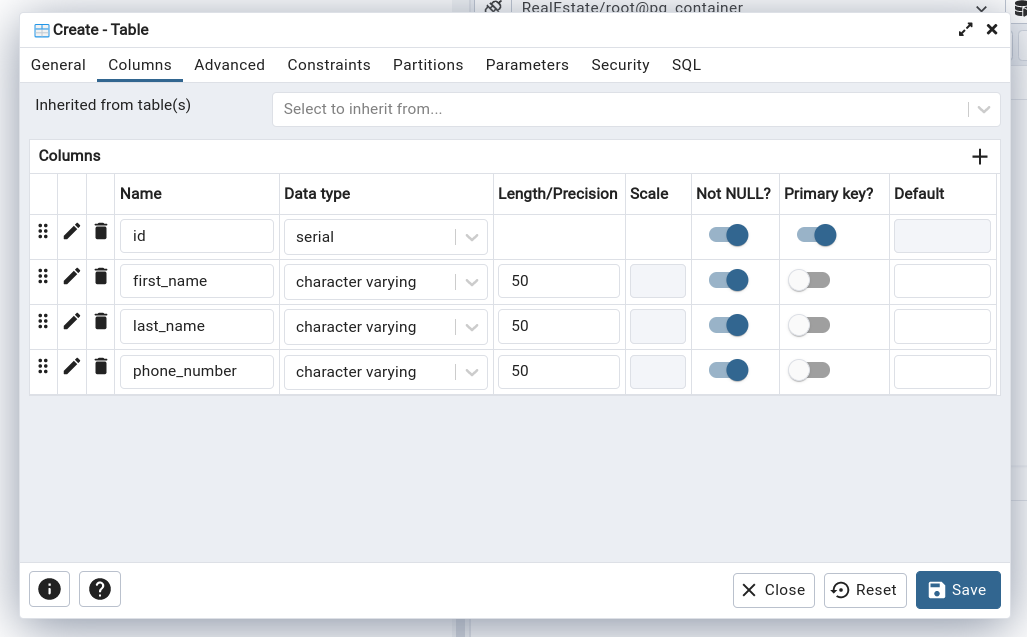 RealEstate/root@pg_container
Create - Table
General Columns Advanced Constraints Partitions Parameters Security SQL
Inherited from table(s) Select to inherit from...
Columns
Name Data type Length/Precision Scale Not NULL? Primary key? Default
id serial
first_name character varying 50
last_name character varying 50
phone_number character varying 50
Close Reset Save